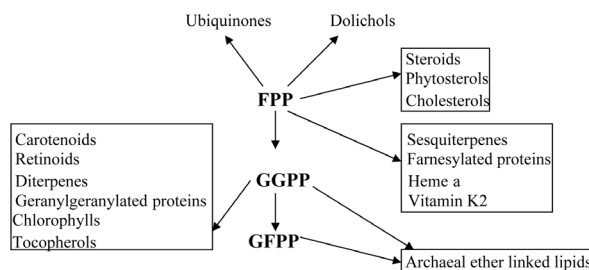 Ubiquinones
Dolichols
Steroids
Phytosterols
Cholesterols
FPP
Carotenoids
Retinoids
Diterpenes
Geranylgeranylated proteins
Chlorophylls
Tocopherols
Sesquiterpenes
Farnesylated proteins
Heme a
Vitamin K2
GGPP
GFPP
Archaeal ether linked lipids